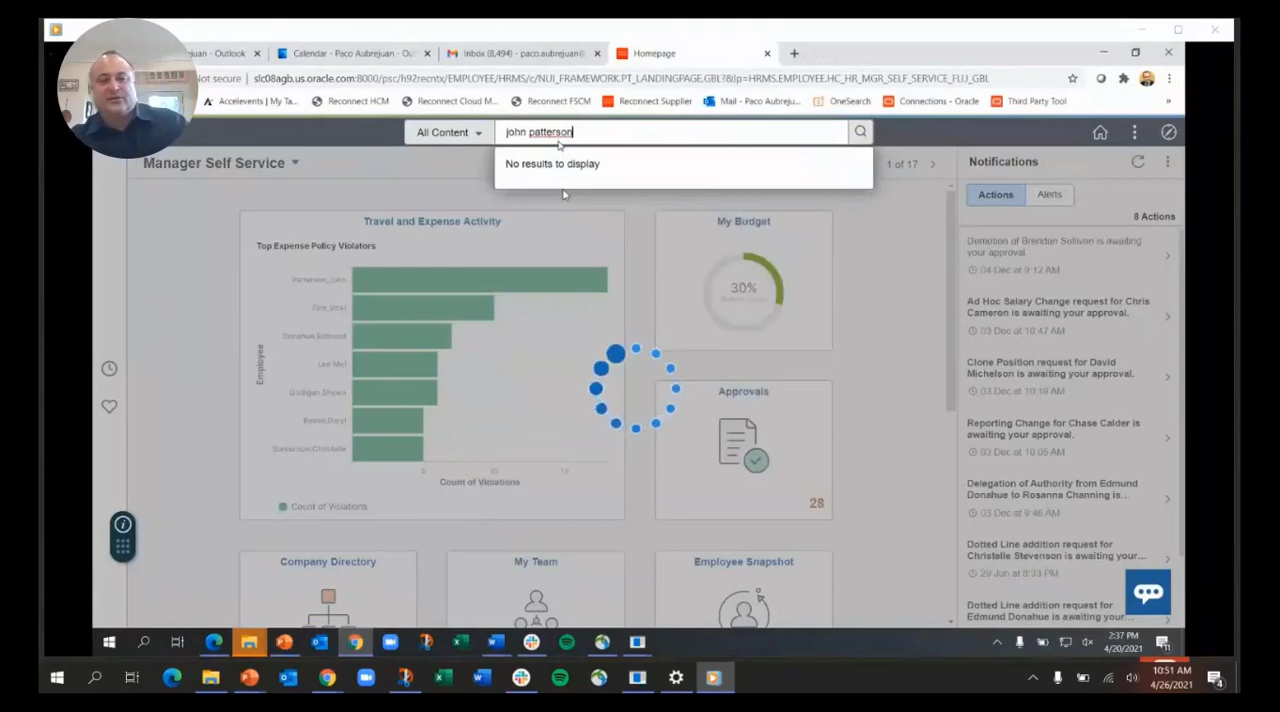 juan - Outlook
Calendar - Paco Aubrejuan - Ou
Inbox (8,494) - paco.aubrejuan@
Homepage
Not secure
slc08agb.us.oracle.com:8000/psc/h92recntx/EMPLOYEE/HRMS/c/NUI_FRAMEWORK.PT_LANDINGPAGE.GBL?&lp=HRMS.EMPLOYEE.HC_HR_MGR_SELF_SERVICE_FLU_GBL
Accelevents | My Ta...
Reconnect HCM
Reconnect Cloud M...
Reconnect FSCM
Reconnect Supplier
Mail - Paco Aubreju...
OneSearch
Connections - Oracle
Third Party Tool
All Content
john patterson
No results to display
Manager Self Service
1 of 17
Travel and Expense Activity
Top Expense Policy Violators
Patterson, John
Zinn, Vicki
Donahue, Edmund
Lee Mei
Reese, Daryl
Stevenson, Christelle
Employee
10
Count of Violations
Count of Violations
My Budget
30%
Approvals
28
Company Directory
My Team
Employee Snapshot
Notifications
Actions
Alerts
8 Actions
Demotion of Brendan Sullivan is awaiting
your approval
04 Dec at 9:12 AM
Ad Hoc Salary Change request for Chris
Cameron is awaiting your approval.
03 Dec at 10:47 AM
Clone Position request for David
Michelson is awaiting your approval.
03 Dec at 10:19 AM
Reporting Change for Chase Calder is
awaiting your approval.
03 Dec at 10:05 AM
Delegation of Authority from Edmund
Donahue to Rosanna Channing is...
03 Dec at 9:46 AM
Dotted Line addition request for
Christelle Stevenson is awaiting your...
29 Jun at 8:33 PM
Dotted Line addition request for
Edmund Donahue is awaiting your
2:37 PM
4/20/2021
10:51 AM
4/26/2021